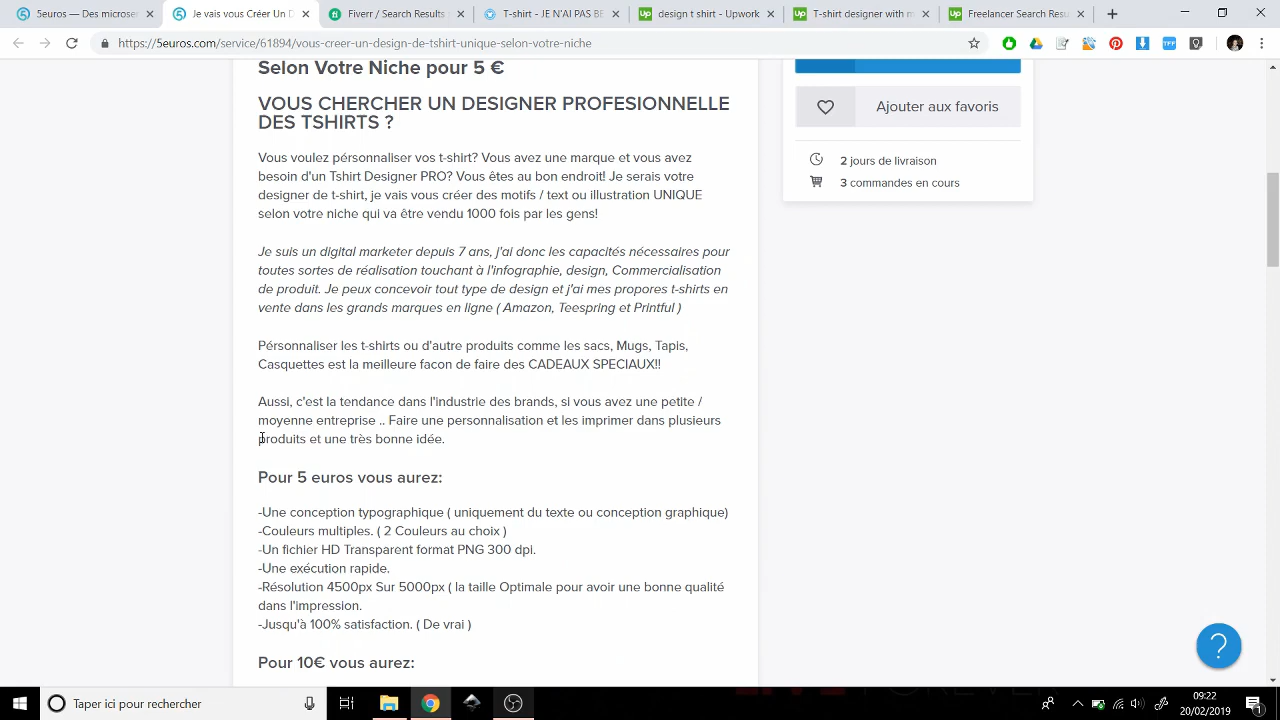 5euros — Des microser
Je vais vous Créer Un D
Fiverr / Search Results
T-shirt - JE N'AI PAS BE
design t shirt - Upwork
T-shirt designer with m
Freelancer Search Resu
https://5euros.com/service/61894/vous-creer-un-design-de-tshirt-unique-selon-votre-niche
Selon Votre Niche pour 5 €
VOUS CHERCHER UN DESIGNER PROFESIONNELLE
DES TSHIRTS ?
Vous voulez pérsonnaliser vos t-shirt? Vous avez une marque et vous avez
besoin d'un Tshirt Designer PRO? Vous êtes au bon endroit! Je serais votre
designer de t-shirt, je vais vous créer des motifs / text ou illustration UNIQUE
selon votre niche qui va être vendu 1000 fois par les gens!
Je suis un digital marketer depuis 7 ans, j'ai donc les capacités nécessaires pour
toutes sortes de réalisation touchant à l'infographie, design, Commercialisation
de produit. Je peux concevoir tout type de design et j'ai mes propores t-shirts en
vente dans les grands marques en ligne ( Amazon, Teespring et Printful )
Pérsonnaliser les t-shirts ou d'autre produits comme les sacs, Mugs, Tapis,
Casquettes est la meilleure facon de faire des CADEAUX SPECIAUX!!
Aussi, c'est la tendance dans l'industrie des brands, si vous avez une petite /
moyenne entreprise .. Faire une personnalisation et les imprimer dans plusieurs
produits et une très bonne idée.
Pour 5 euros vous aurez:
-Une conception typographique ( uniquement du texte ou conception graphique)
-Couleurs multiples. ( 2 Couleurs au choix )
-Un fichier HD Transparent format PNG 300 dpi.
-Une exécution rapide.
-Résolution 4500px Sur 5000px ( la taille Optimale pour avoir une bonne qualité
dans l'impression.
-Jusqu'à 100% satisfaction. ( De vrai )
Pour 10€ vous aurez:
Ajouter aux favoris
2 jours de livraison
3 commandes en cours
?
Taper ici pour rechercher
09:22
20/02/2019